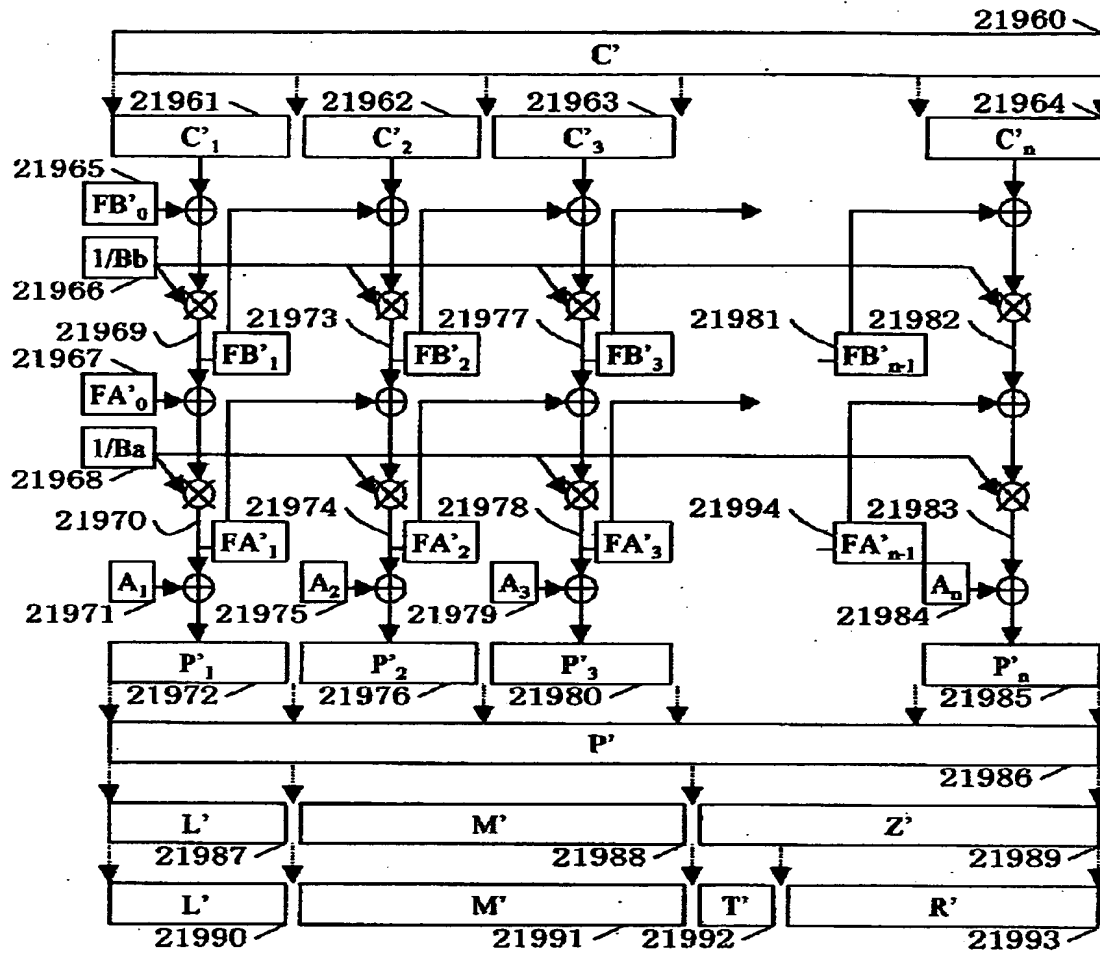 21960
C'
21961 21962 21963 21964
C'1 C'2 C'3 C'n
21965
FB'0
1/Bb
21966
21969 21973 21977 21981 21982
21967 FB'1 FB'2 FB'3 FB'n-1
FA'0
1/Ba
21968
21970 21974 21978 21994 21983
FA'1 FA'2 FA'3 FA'n-1
A1 A2 A3 An
21971 21975 21979 21984
P'1 P'2 P'3 P'n
21972 21976 21980 21985
P'
21986
L' M' Z'
21987 21988 21989
L' M' T' R'
21990 21991 21992 21993